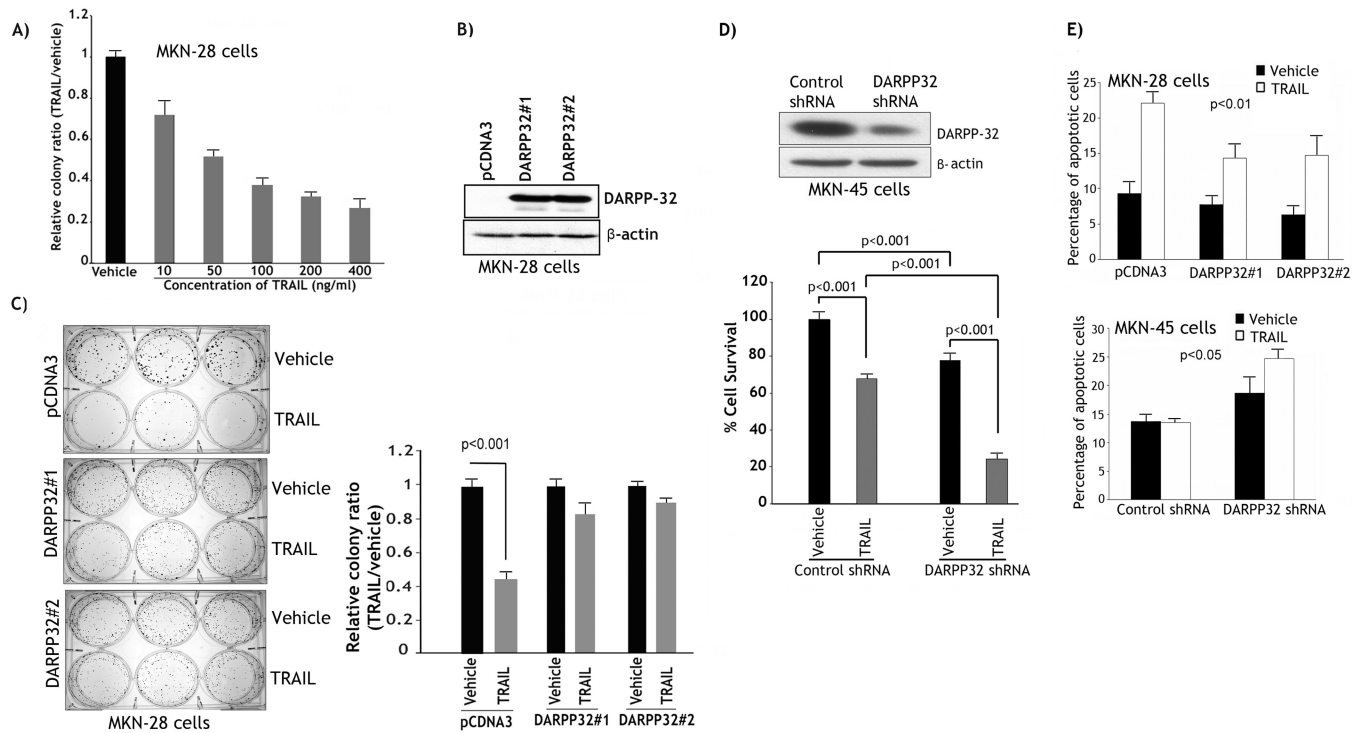 A)
Relative colony ratio (TRAIL/vehicle)
1.2
1
0.8
0.6
0.4
0.2
0
MKN-28 cells
Vehicle
10 50 100 200 400
Concentration of TRAIL (ng/ml)
B)
pCDNA3
DARPP32#1
DARPP32#2
DARPP-32
β-actin
MKN-28 cells
C)
pCDNA3
Vehicle
TRAIL
DARPP32#1
Vehicle
TRAIL
DARPP32#2
Vehicle
TRAIL
MKN-28 cells
Relative colony ratio
(TRAIL/vehicle)
1.2
1
0.8
0.6
0.4
0.2
0
p<0.001
Vehicle
TRAIL
Vehicle
TRAIL
Vehicle
TRAIL
pCDNA3
DARPP32#1
DARPP32#2
D)
Control
shRNA
DARPP32
shRNA
DARPP-32
β-actin
MKN-45 cells
% Cell Survival
120
100
80
60
40
20
0
p<0.001
p<0.001
p<0.001
p<0.001
Vehicle
TRAIL
Vehicle
TRAIL
Control shRNA
DARPP32 shRNA
E)
Percentage of apoptotic cells
25
20
15
10
5
0
MKN-28 cells
Vehicle
TRAIL
p<0.01
pCDNA3
DARPP32#1
DARPP32#2
Percentage of apoptotic cells
30
25
20
15
10
5
0
MKN-45 cells
Vehicle
TRAIL
p<0.05
Control shRNA
DARPP32 shRNA